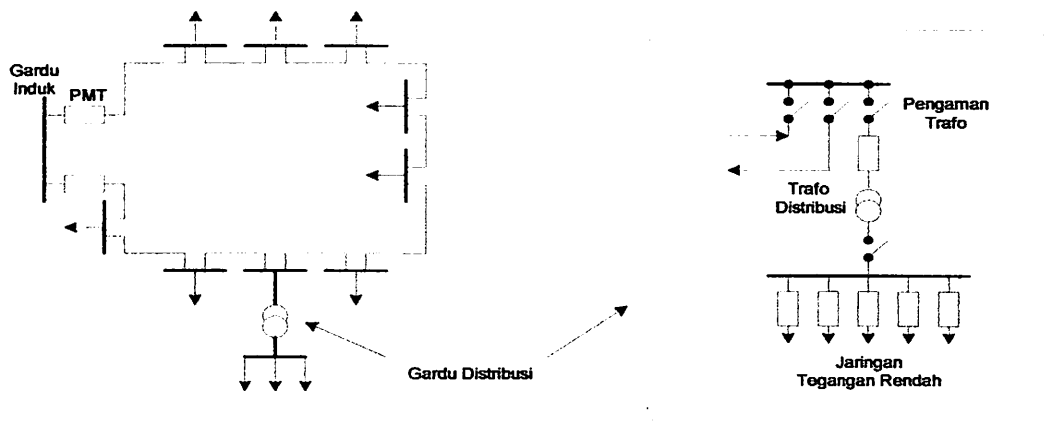 Gardu
Induk
PMT
Gardu Distribusi
Pengaman
Trafo
Trafo
Distribusi
Jaringan
Tegangan Rendah